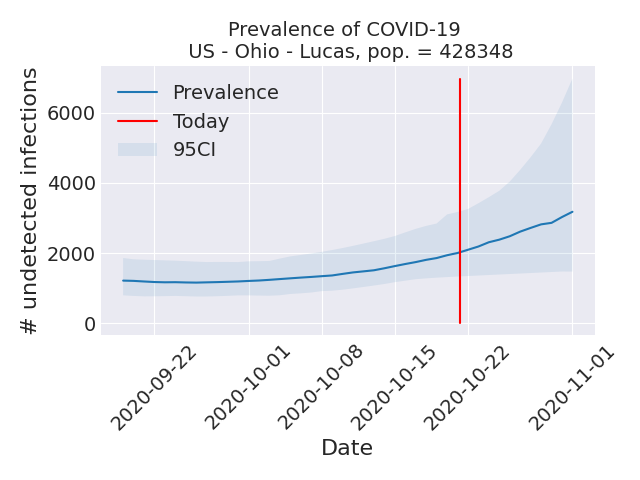 Prevalence of COVID-19
US - Ohio - Lucas, pop. = 428348
# undetected infections
6000
4000
2000
0
Prevalence
Today
95CI
2020-09-22
2020-10-01
2020-10-08
2020-10-15
2020-10-22
2020-11-01
Date